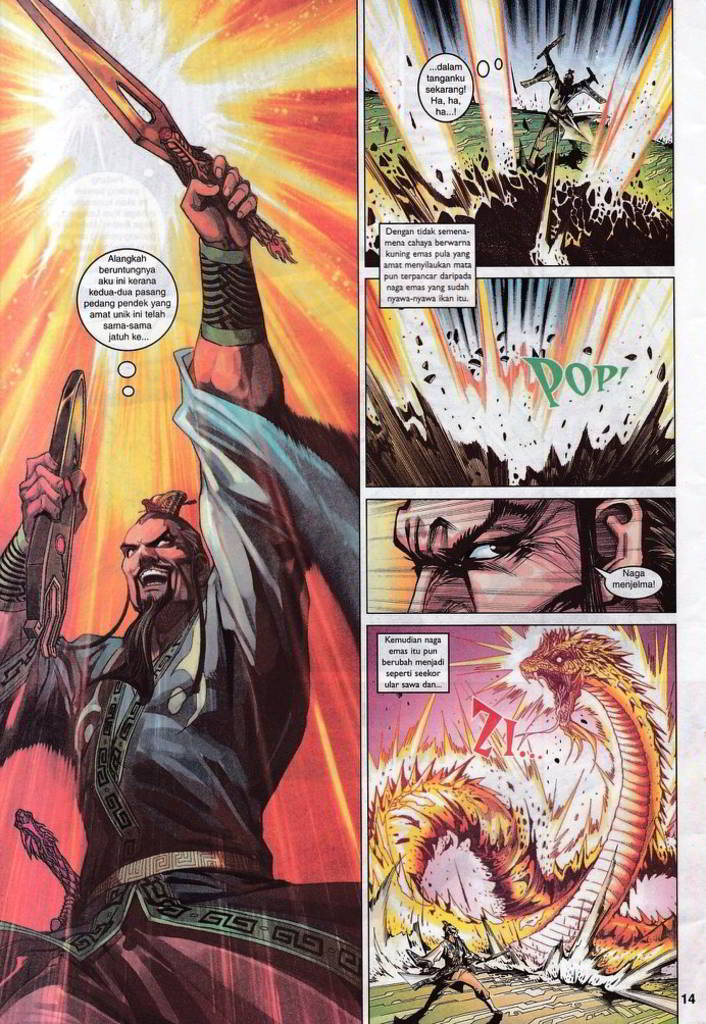 Alangkah
beruntungnya
aku ini kerana
kedua-dua pasang
pedang pendek yang
amat unik ini telah
sama-sama
jatuh ke...
...dalam
tanganku
sekarang!
Ha, ha,
ha...!
Dengan tidak semena-
mena cahaya berwarna
kuning emas pula yang
amat menyilaukan mata
pun terpancar daripada
naga emas yang sudah
nyawa-nyawa ikan itu.
POP!
Naga
menjelma!
Kemudian naga
emas itu pun
berubah menjadi
seperti seekor
ular sawa dan...
ZI...
14